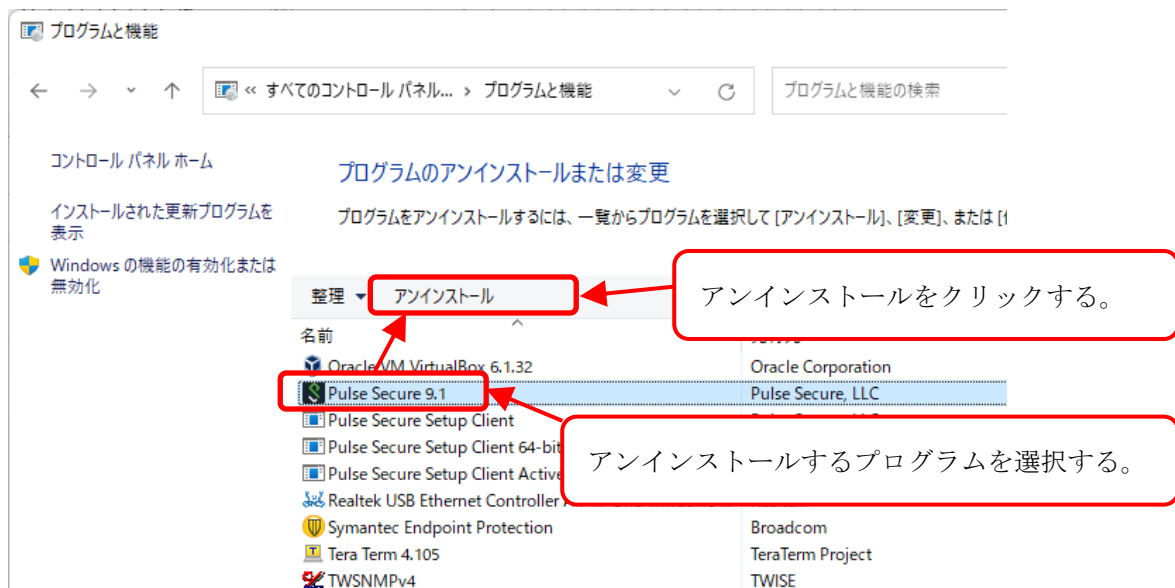 プログラムと機能
« すべてのコントロール パネル... › プログラムと機能
プログラムと機能の検索
コントロール パネル ホーム
インストールされた更新プログラムを
表示
Windows の機能の有効化または
無効化
プログラムのアンインストールまたは変更
プログラムをアンインストールするには、一覧からプログラムを選択して [アンインストール]、[変更]、または [
整理 アンインストール
アンインストールをクリックする。
名前
Oracle VM VirtualBox 6.1.32 Oracle Corporation
Pulse Secure 9.1 Pulse Secure, LLC
Pulse Secure Setup Client
Pulse Secure Setup Client 64-bit
Pulse Secure Setup Client Active
アンインストールするプログラムを選択する。
Realtek USB Ethernet Controller
Symantec Endpoint Protection Broadcom
Tera Term 4.105 TeraTerm Project
TWSNMPv4 TWISE